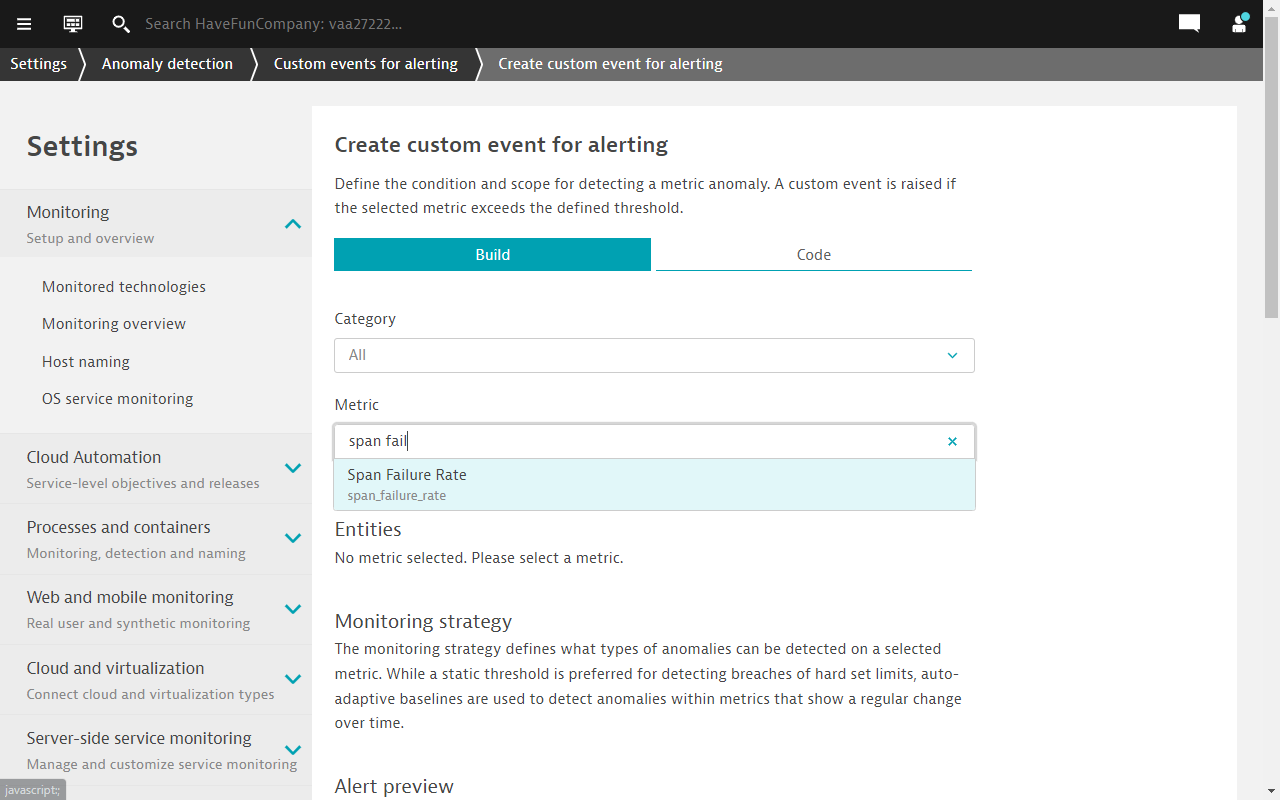 Search HaveFunCompany: vaa27222...
Settings
Anomaly detection
Custom events for alerting
Create custom event for alerting
Settings
Monitoring
Setup and overview
Monitored technologies
Monitoring overview
Host naming
OS service monitoring
Cloud Automation
Service-level objectives and releases
Processes and containers
Monitoring, detection and naming
Web and mobile monitoring
Real user and synthetic monitoring
Cloud and virtualization
Connect cloud and virtualization types
Server-side service monitoring
Manage and customize service monitoring
javascript:;
Create custom event for alerting
Define the condition and scope for detecting a metric anomaly. A custom event is raised if
the selected metric exceeds the defined threshold.
Build
Code
Category
All
Metric
span fail
Span Failure Rate
span_failure_rate
Entities
No metric selected. Please select a metric.
Monitoring strategy
The monitoring strategy defines what types of anomalies can be detected on a selected
metric. While a static threshold is preferred for detecting breaches of hard set limits, auto-
adaptive baselines are used to detect anomalies within metrics that show a regular change
over time.
Alert preview